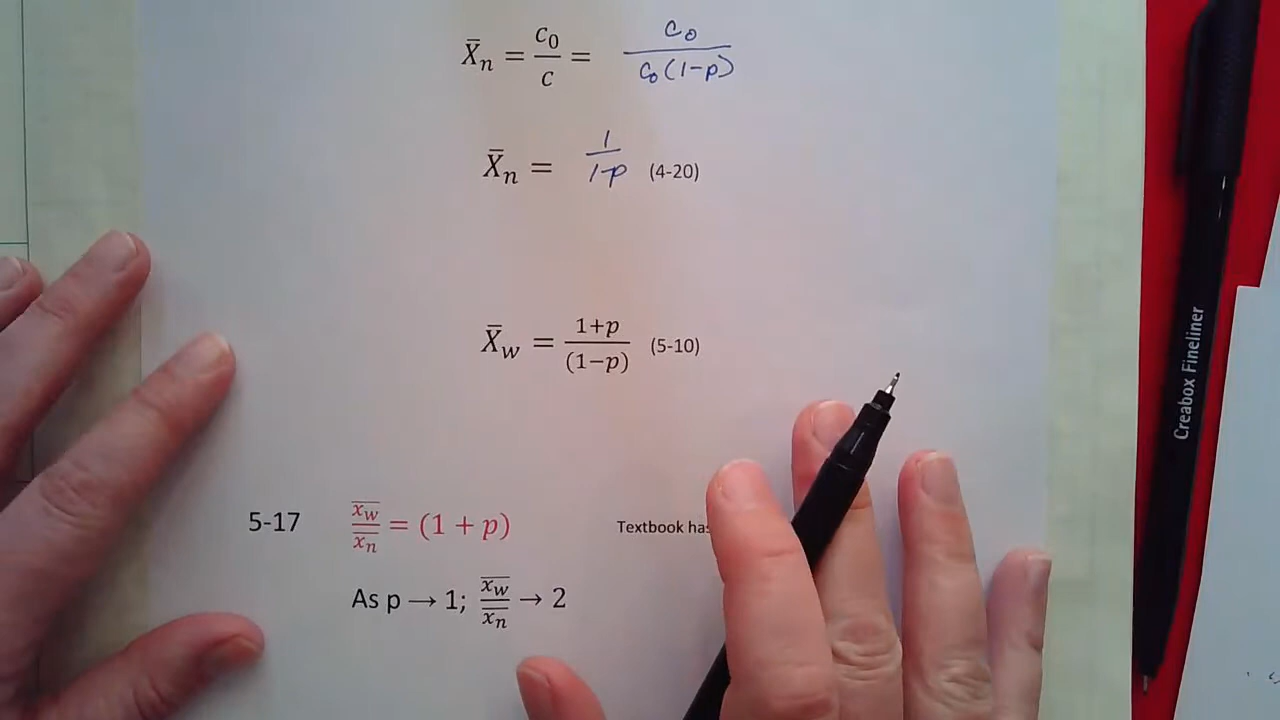 X̄ₙ = c₀/c = c₀/c₀(1-p)
X̄ₙ = 1/1-p (4-20)
X̄w = 1+p/(1−p) (5-10)
5-17 x̄w/x̄ₙ = (1 + p) Textbook has
As p → 1; x̄w/x̄ₙ → 2
Creabox Fineliner